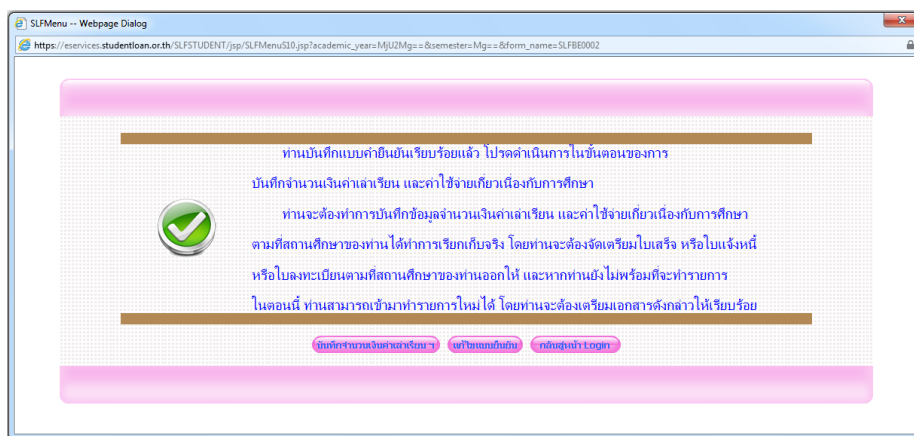 SLFMenu -- Webpage Dialog
x
https://eservices.studentloan.or.th/SLFSTUDENT/jsp/SLFMenuS10.jsp?academic_year=MjU2Mg==&semester=Mg==&form_name=SLFBE0002
ท่านบันทึกแบบคำยืนยันเรียบร้อยแล้ว โปรดดำเนินการในขั้นตอนของการ
บันทึกจำนวนเงินค่าเล่าเรียน และค่าใช้จ่ายเกี่ยวเนื่องกับการศึกษา
ท่านจะต้องทำการบันทึกข้อมูลจำนวนเงินค่าเล่าเรียน และค่าใช้จ่ายเกี่ยวเนื่องกับการศึกษา
ตามที่สถานศึกษาของท่านได้ทำการเรียกเก็บจริง โดยท่านจะต้องจัดเตรียมใบเสร็จ หรือใบแจ้งหนี้
หรือใบลงทะเบียนตามที่สถานศึกษาของท่านออกให้ และหากท่านยังไม่พร้อมที่จะทำรายการ
ในตอนนี้ ท่านสามารถเข้ามาทำรายการใหม่ได้ โดยท่านจะต้องเตรียมเอกสารดังกล่าวให้เรียบร้อย
บันทึกจำนวนเงินค่าเล่าเรียน ฯ แก้ไขแบบยืนยัน กลับสู่หน้า Login